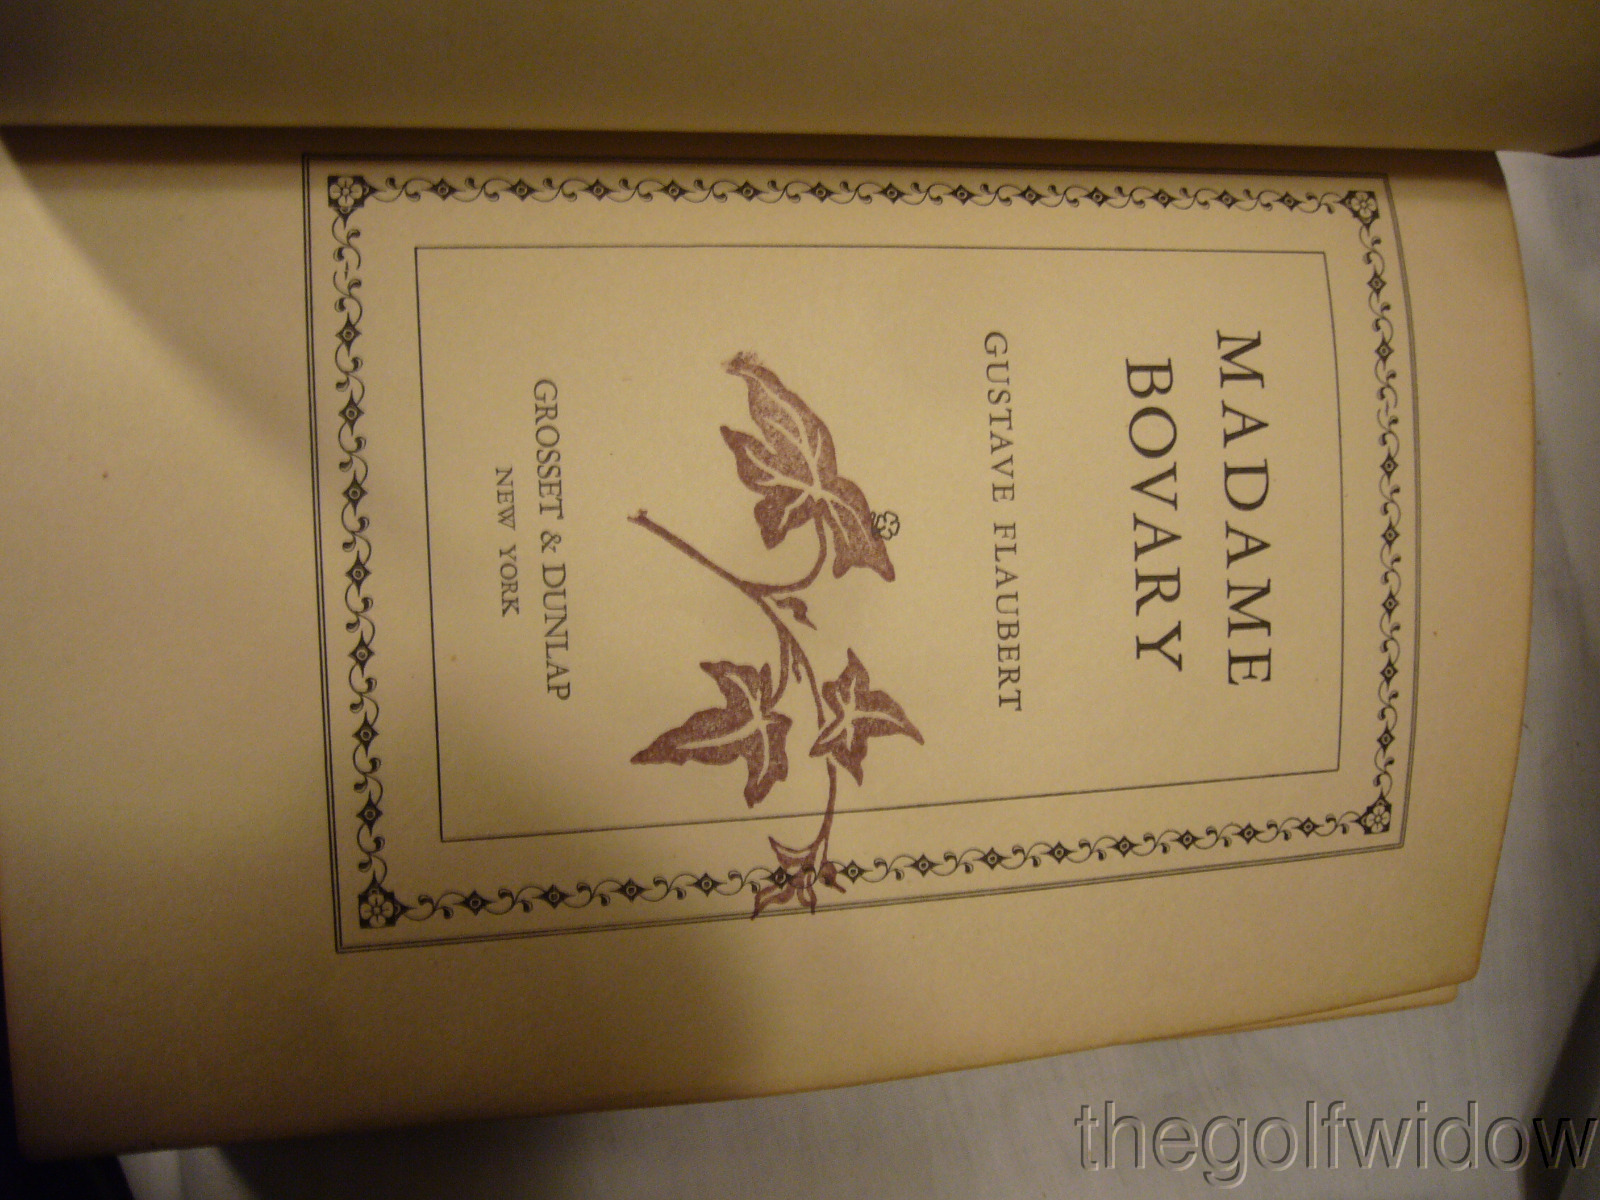 MADAME
BOVARY
GUSTAVE FLAUBERT
GROSSET & DUNLAP
NEW YORK
thegolfwidow